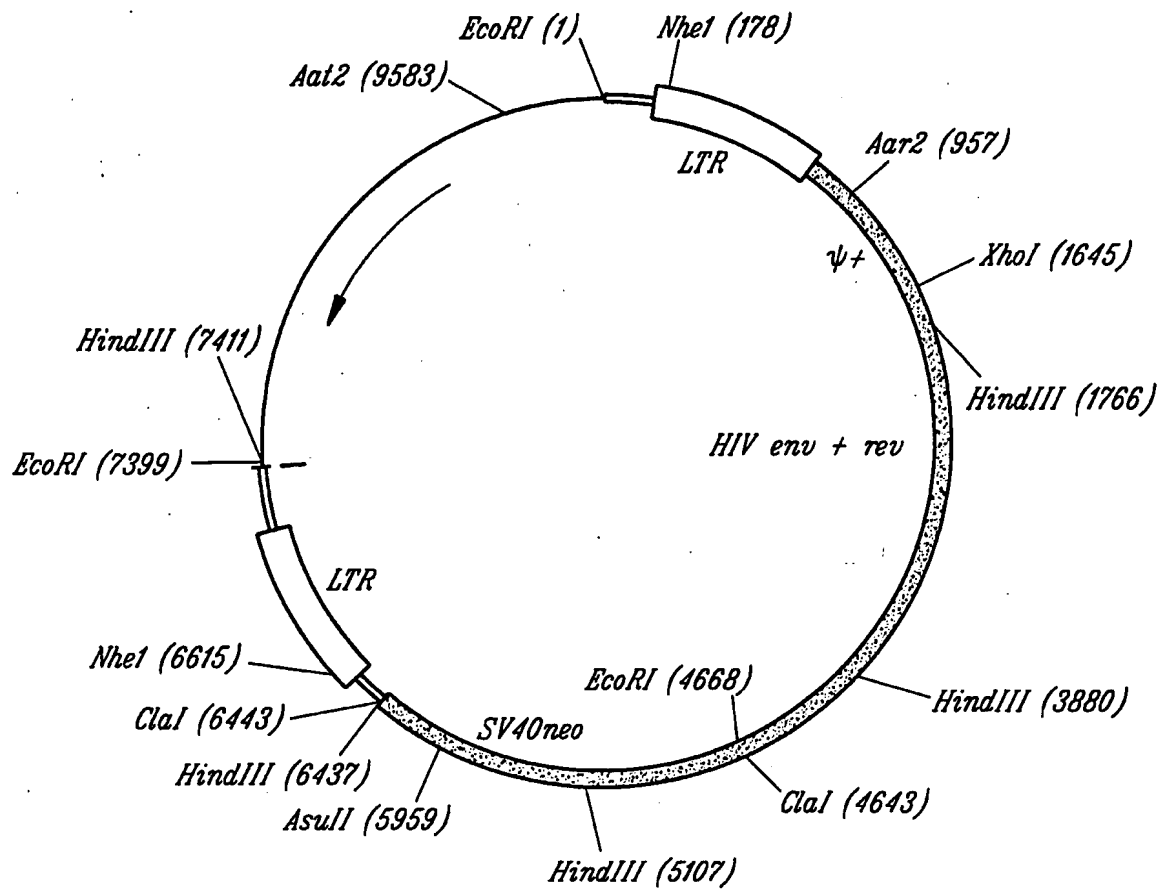 EcoRI (1)
Nhe1 (178)
Aat2 (9583)
LTR
Aar2 (957)
ψ+
XhoI (1645)
HindIII (7411)
HindIII (1766)
HIV env + rev
EcoRI (7399)
LTR
Nhe1 (6615)
EcoRI (4668)
HindIII (3880)
ClaI (6443)
SV40neo
HindIII (6437)
ClaI (4643)
AsuII (5959)
HindIII (5107)